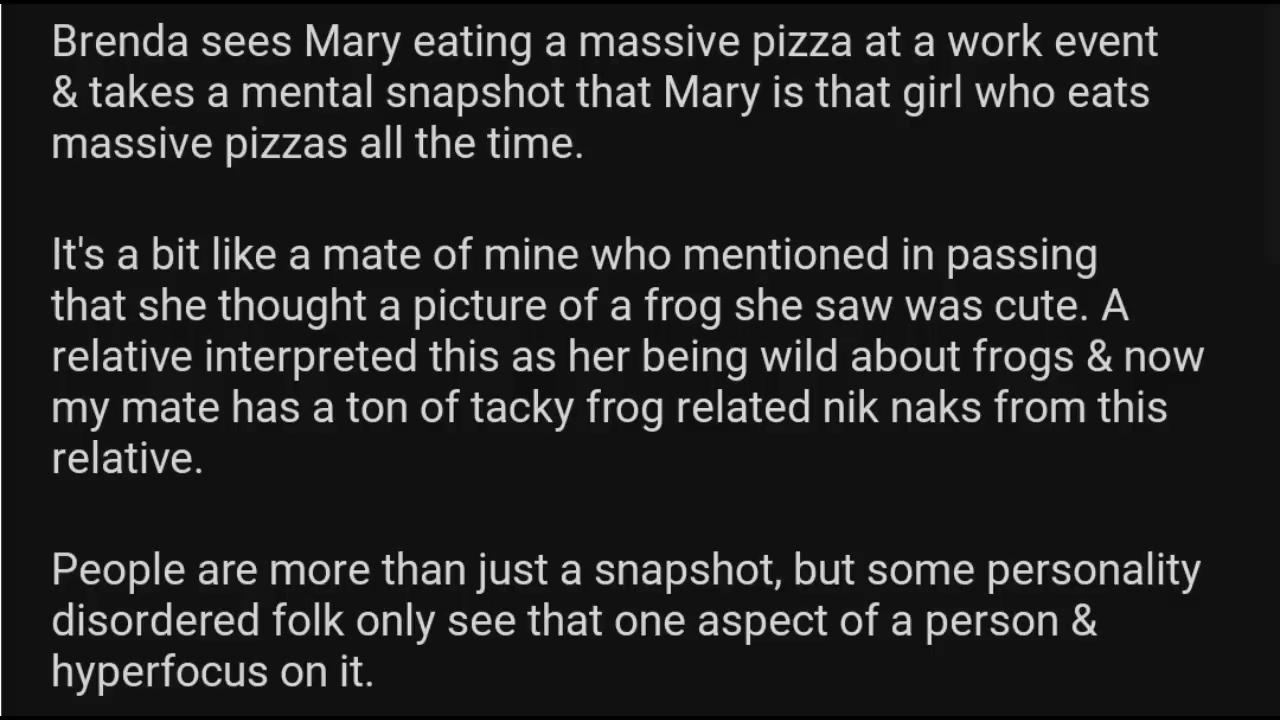 Brenda sees Mary eating a massive pizza at a work event
& takes a mental snapshot that Mary is that girl who eats
massive pizzas all the time.
It's a bit like a mate of mine who mentioned in passing
that she thought a picture of a frog she saw was cute. A
relative interpreted this as her being wild about frogs & now
my mate has a ton of tacky frog related nik naks from this
relative.
People are more than just a snapshot, but some personality
disordered folk only see that one aspect of a person &
hyperfocus on it.